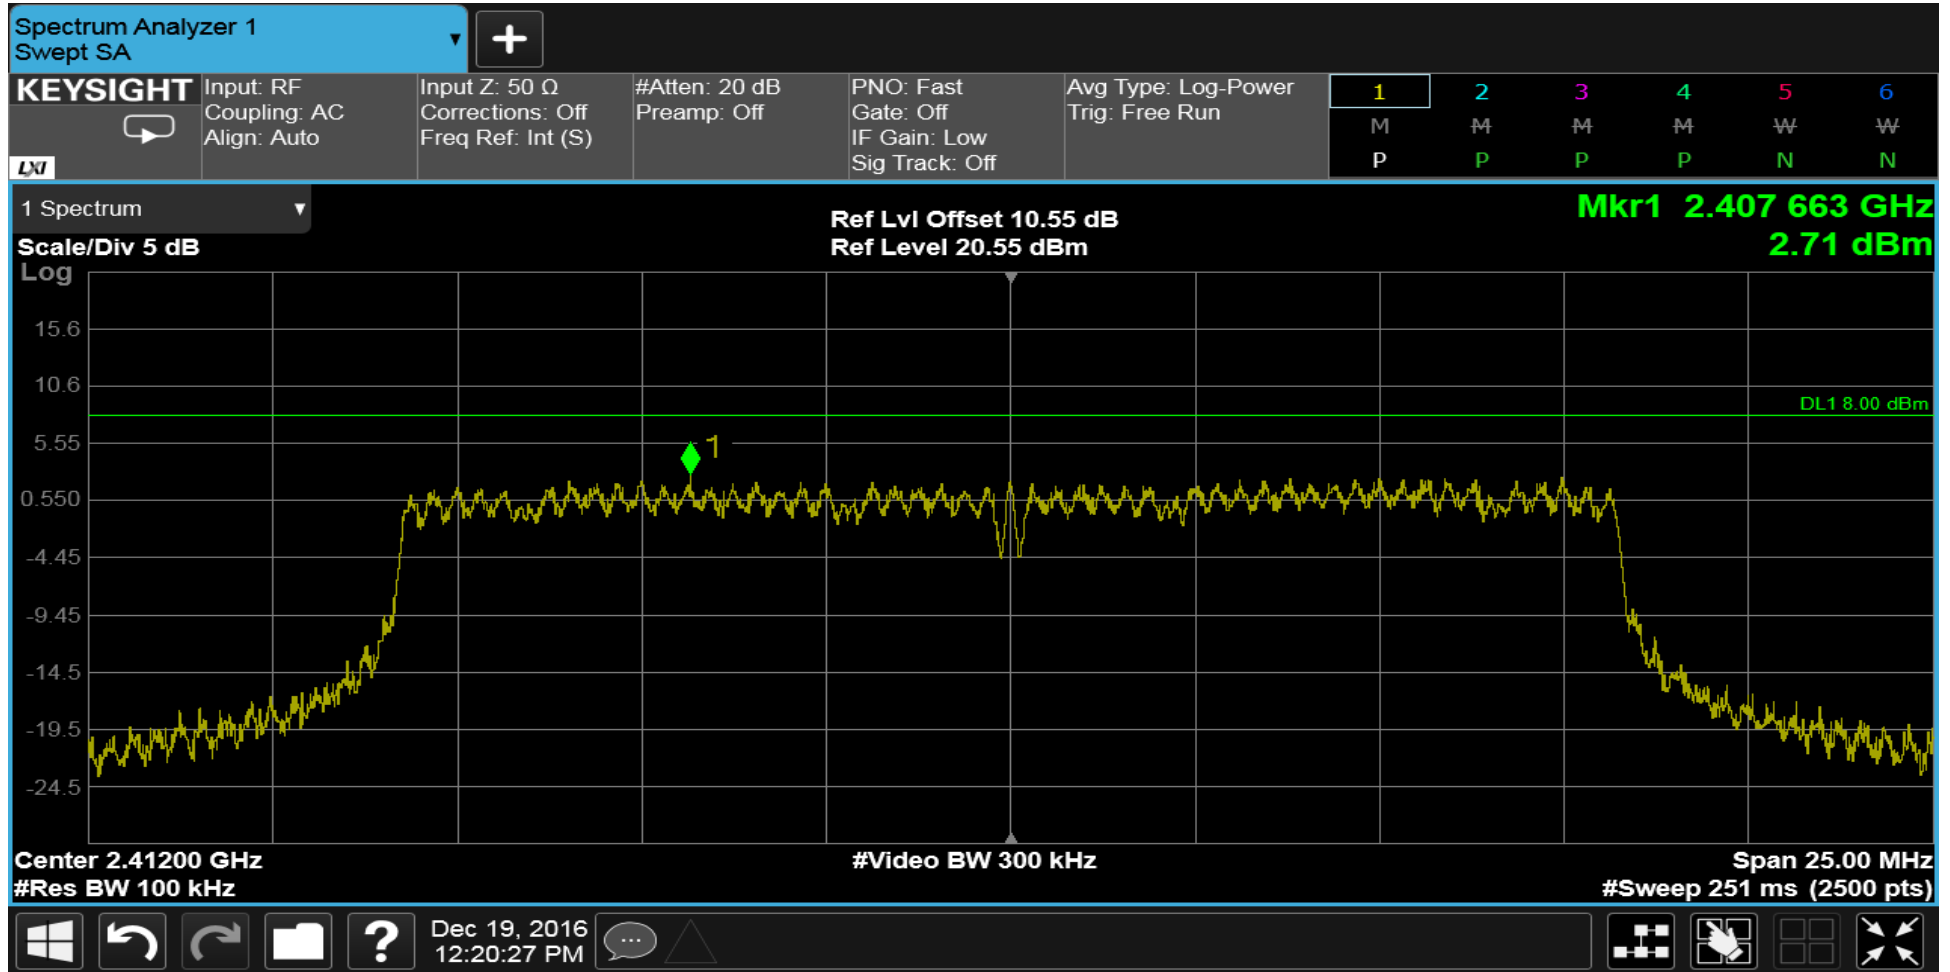 Spectrum Analyzer 1
Swept SA
KEYSIGHT
LXI
Input: RF
Coupling: AC
Align: Auto
Input Z: 50 Ω
Corrections: Off
Freq Ref: Int (S)
#Atten: 20 dB
Preamp: Off
PNO: Fast
Gate: Off
IF Gain: Low
Sig Track: Off
Avg Type: Log-Power
Trig: Free Run
1 2 3 4 5 6
M M M M W W
P P P P N N
1 Spectrum
Scale/Div 5 dB
Log
Ref Lvl Offset 10.55 dB
Ref Level 20.55 dBm
Mkr1 2.407 663 GHz
2.71 dBm
15.6
10.6
DL1 8.00 dBm
5.55
1
0.550
-4.45
-9.45
-14.5
-19.5
-24.5
Center 2.41200 GHz
#Res BW 100 kHz
#Video BW 300 kHz
Span 25.00 MHz
#Sweep 251 ms (2500 pts)
?
Dec 19, 2016
12:20:27 PM